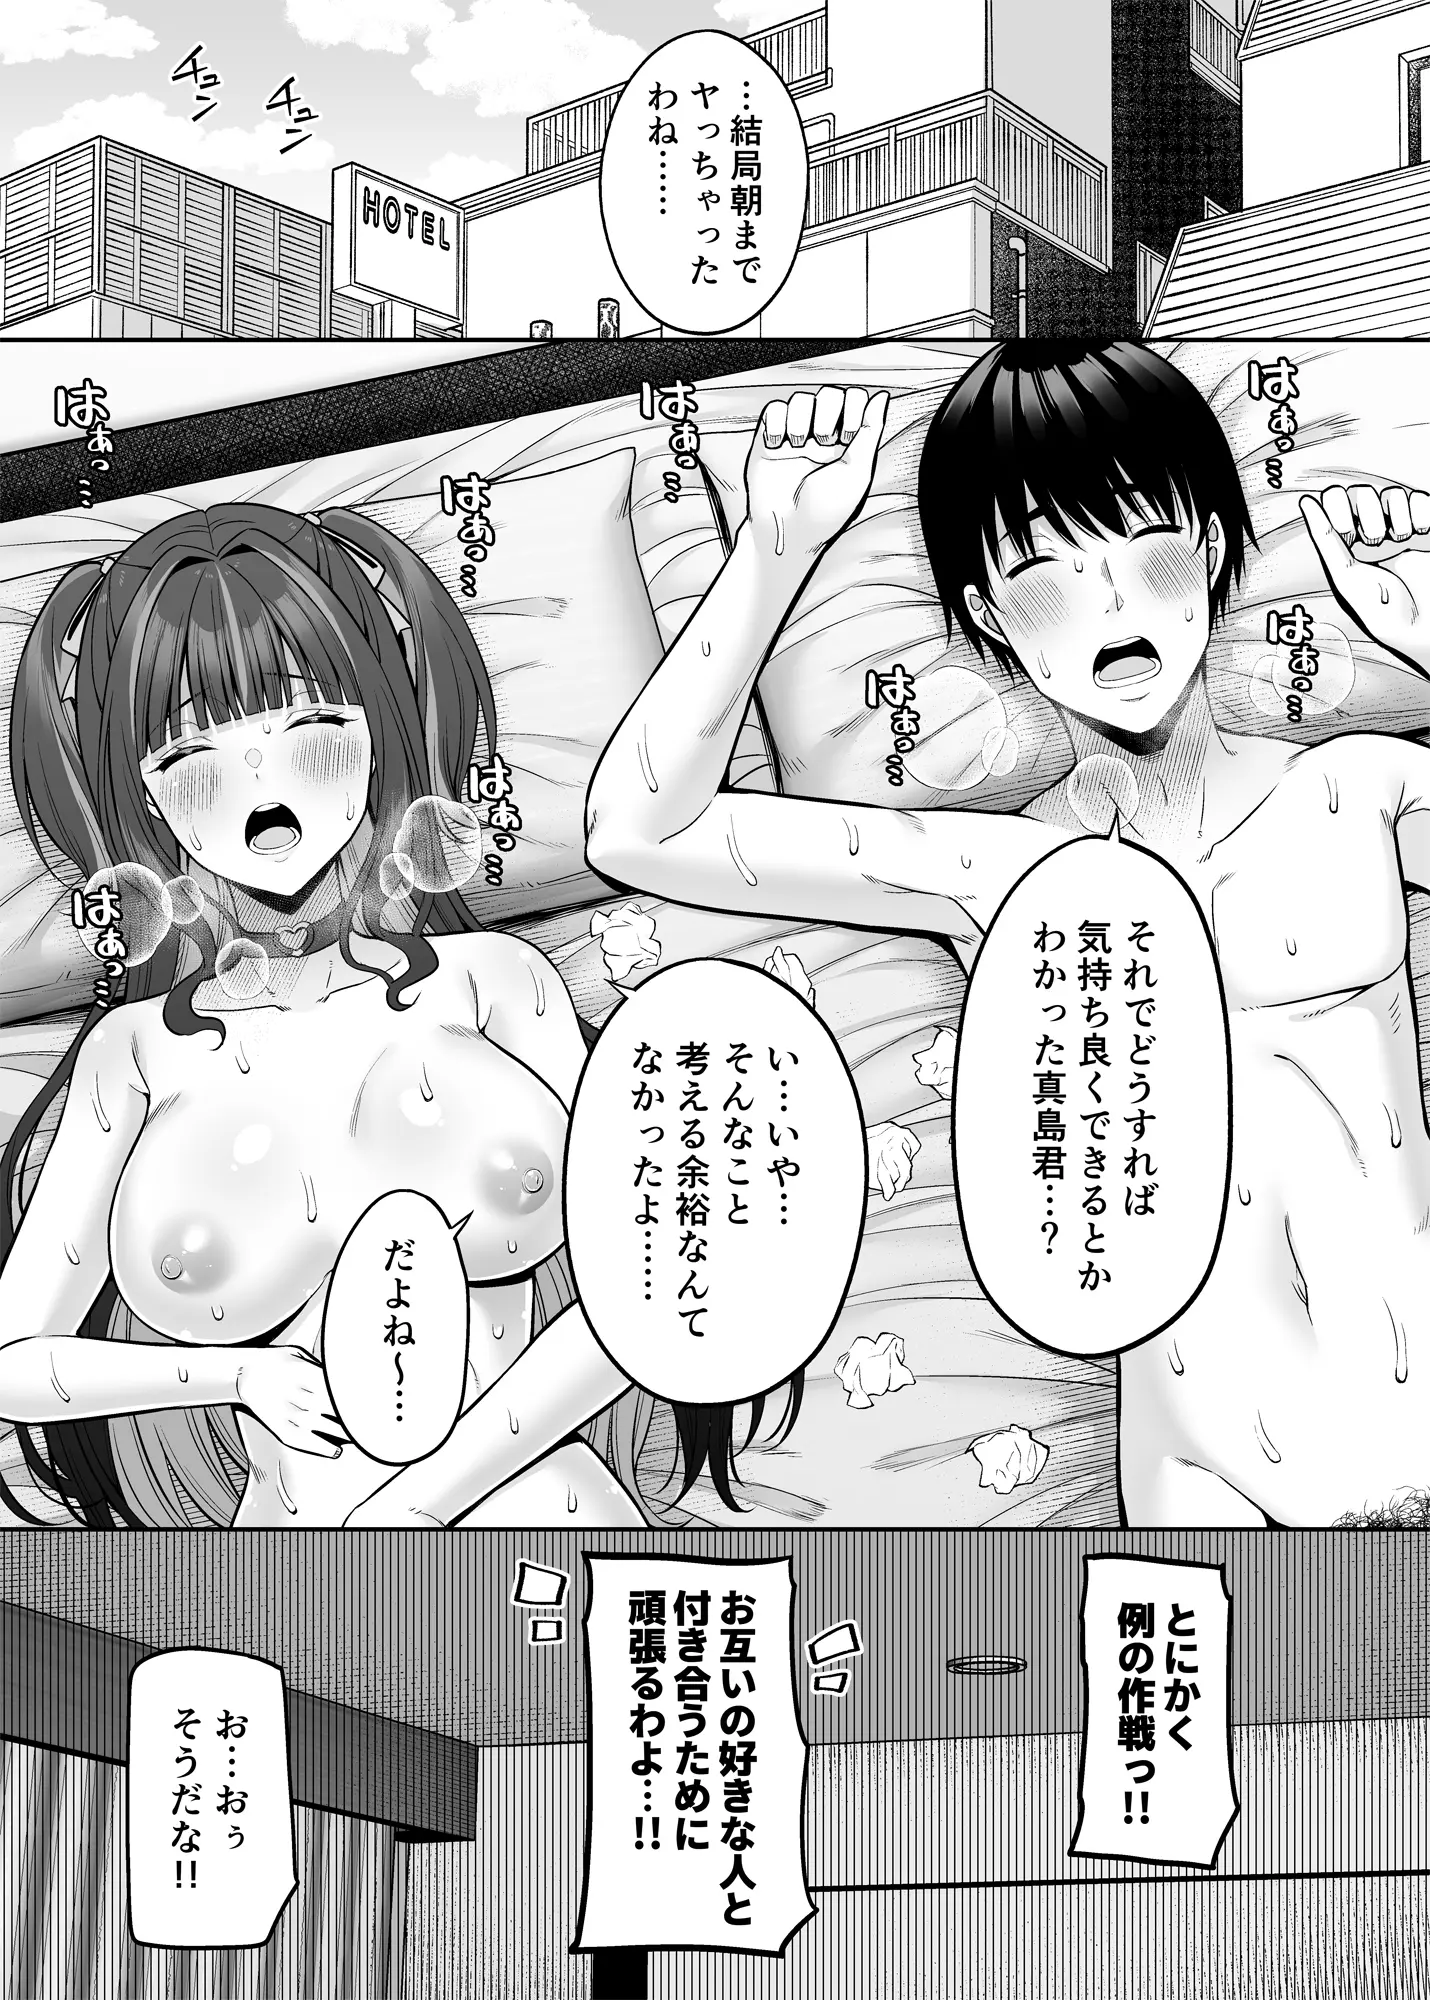 チュン
チュン
…結局朝まで
ヤっちゃった
わね……
HOTEL
はぁっ…
はぁっ…
はぁっ…
はぁっ…
はぁっ…
はぁっ…
はぁっ…
はぁっ…
それでどうすれば
気持ち良くできるとか
わかった真島君…?
い…いや…
そんなこと
考える余裕なんて
なかったよ……
だよね〜…
とにかく
例の作戦っ!!
お互いの好きな人と
付き合うために
頑張るわよ…!!
お…おぅ
そうだな!!